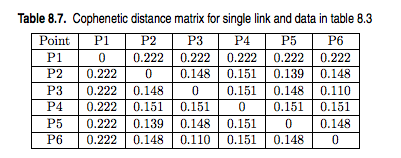 Table 8.7. Cophenetic distance matrix for single link and data in table 8.3
Point P1 P2 P3 P4 P5 P6
P1 0 0.222 0.222 0.222 0.222 0.222
P2 0.222 0 0.148 0.151 0.139 0.148
P3 0.222 0.148 0 0.151 0.148 0.110
P4 0.222 0.151 0.151 0 0.151 0.151
P5 0.222 0.139 0.148 0.151 0 0.148
P6 0.222 0.148 0.110 0.151 0.148 0